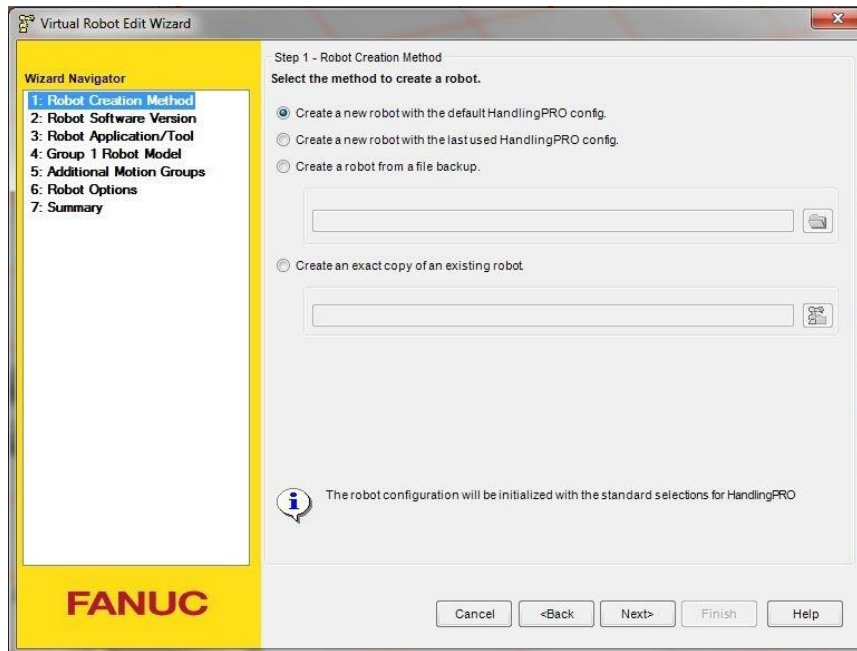 Virtual Robot Edit Wizard
Wizard Navigator
1: Robot Creation Method
2: Robot Software Version
3: Robot Application/Tool
4: Group 1 Robot Model
5: Additional Motion Groups
6: Robot Options
7: Summary
Step 1 - Robot Creation Method
Select the method to create a robot.
Create a new robot with the default HandlingPRO config.
Create a new robot with the last used HandlingPRO config.
Create a robot from a file backup.
Create an exact copy of an existing robot.
The robot configuration will be initialized with the standard selections for HandlingPRO
FANUC
Cancel
<Back
Next>
Finish
Help